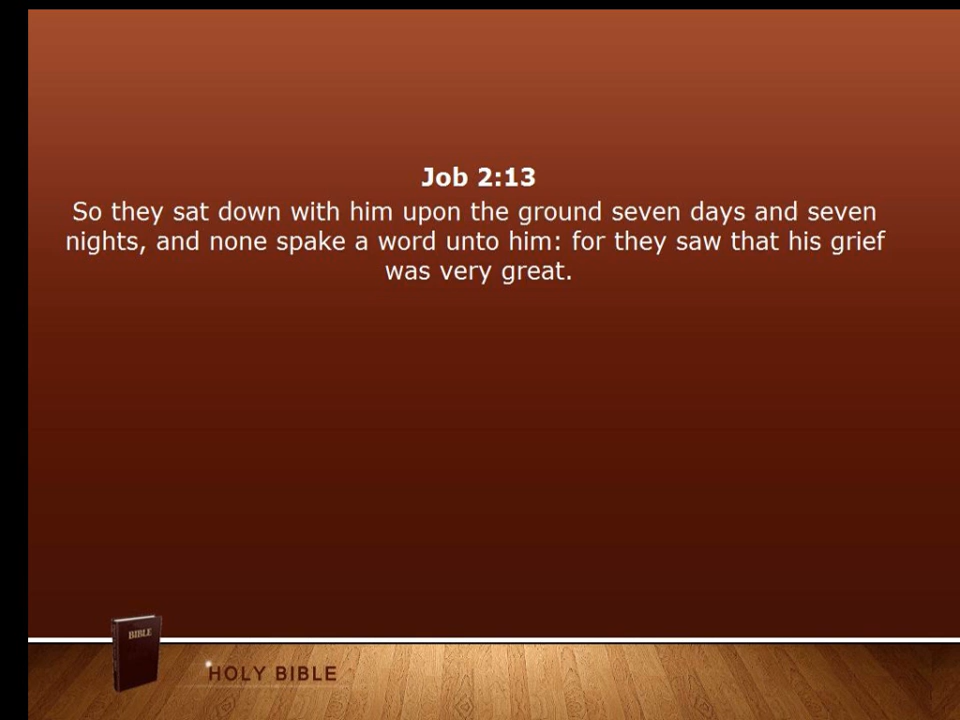 Job 2:13
So they sat down with him upon the ground seven days and seven
nights, and none spake a word unto him: for they saw that his grief
was very great.
BIBLE
HOLY BIBLE